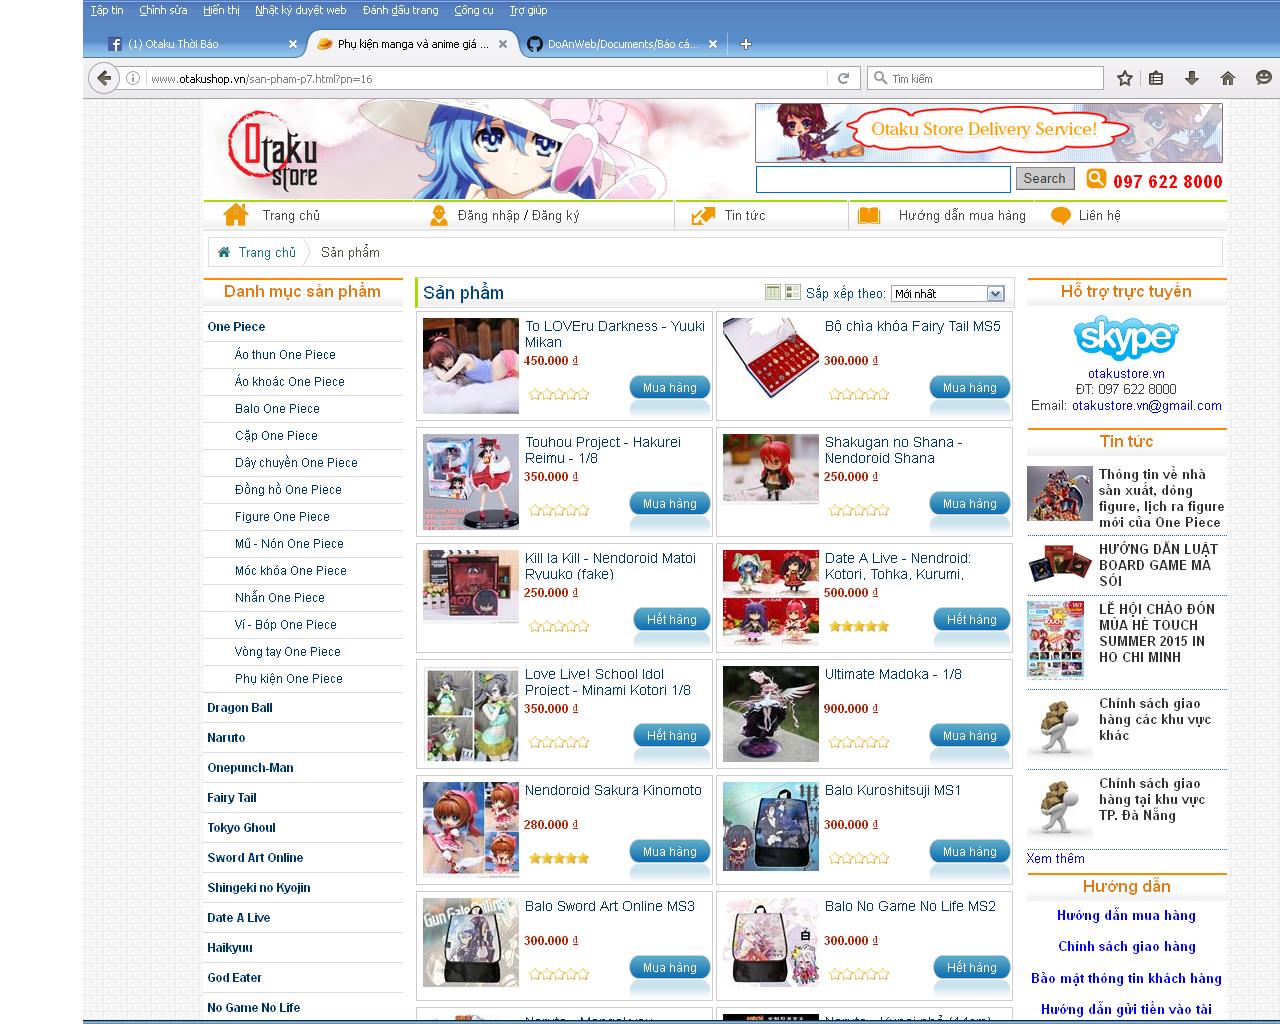 Tập tin Chỉnh sửa Hiển thị Nhật ký duyệt web Đánh dấu trang Công cụ Trợ giúp
(1) Otaku Thời Báo
Phụ kiện manga và anime giá ...
DoAnWeb/Documents/Báo cá...
www.otakushop.vn/san-pham-p7.html?pn=16
Tìm kiếm
Otaku
store
Otaku Store Delivery Service!
Search
097 622 8000
Trang chủ
Đăng nhập / Đăng ký
Tin tức
Hướng dẫn mua hàng
Liên hệ
Trang chủ
Sản phẩm
Danh mục sản phẩm
One Piece
Áo thun One Piece
Áo khoác One Piece
Balo One Piece
Cặp One Piece
Dây chuyền One Piece
Đồng hồ One Piece
Figure One Piece
Mũ - Nón One Piece
Móc khóa One Piece
Nhẫn One Piece
Ví - Bóp One Piece
Vòng tay One Piece
Phụ kiện One Piece
Dragon Ball
Naruto
Onepunch-Man
Fairy Tail
Tokyo Ghoul
Sword Art Online
Shingeki no Kyojin
Date A Live
Haikyuu
God Eater
No Game No Life
Sản phẩm
Sắp xếp theo: Mới nhất
To LOVEru Darkness - Yuuki
Mikan
450.000 đ
Mua hàng
Bộ chìa khóa Fairy Tail MS5
300.000 đ
Mua hàng
Touhou Project - Hakurei
Reimu - 1/8
350.000 đ
Mua hàng
Shakugan no Shana -
Nendoroid Shana
250.000 đ
Mua hàng
Kill la Kill - Nendoroid Matoi
Ryuuko (fake)
250.000 đ
Hết hàng
407
Date A Live - Nendroid:
Kotori, Tohka, Kurumi,
500.000 đ
Hết hàng
Love Live! School Idol
Project - Minami Kotori 1/8
350.000 đ
Hết hàng
Ultimate Madoka - 1/8
900.000 đ
Mua hàng
Nendoroid Sakura Kinomoto
280.000 đ
Mua hàng
Balo Kuroshitsuji MS1
300.000 đ
Mua hàng
Balo Sword Art Online MS3
300.000 đ
Mua hàng
Balo No Game No Life MS2
300.000 đ
Hết hàng
Hỗ trợ trực tuyến
skype
otakustore.vn
ĐT: 097 622 8000
Email: otakustore.vn@gmail.com
Tin tức
Thông tin về nhà
sản xuất, dòng
figure, lịch ra figure
mới của One Piece
HƯỚNG DẪN LUẬT
BOARD GAME MA
SÓI
LỄ HỘI CHÀO ĐÓN
MÙA HÈ TOUCH
SUMMER 2015 IN
HO CHI MINH
Chính sách giao
hàng các khu vực
khác
Chính sách giao
hàng tại khu vực
TP. Đà Nẵng
Xem thêm
Hướng dẫn
Hướng dẫn mua hàng
Chính sách giao hàng
Bảo mật thông tin khách hàng
Hướng dẫn gửi tiền vào tài